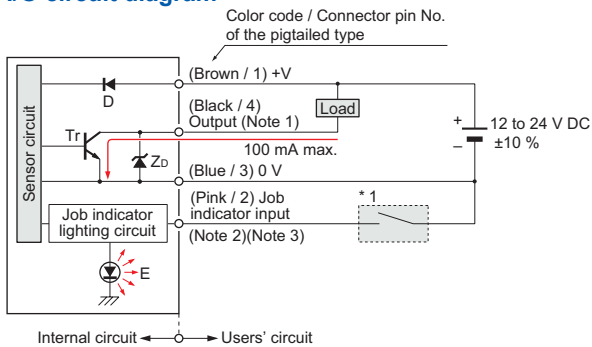 Color code / Connector pin No.
of the pigtailed type
(Brown / 1) +V
D
(Black / 4)
Output (Note 1)
Load
Tr
ZD
100 mA max.
+
–
12 to 24 V DC
±10 %
Sensor circuit
(Blue / 3) 0 V
(Pink / 2) Job
indicator input
* 1
Job indicator
lighting circuit
(Note 2)(Note 3)
E
Internal circuit
Users' circuit